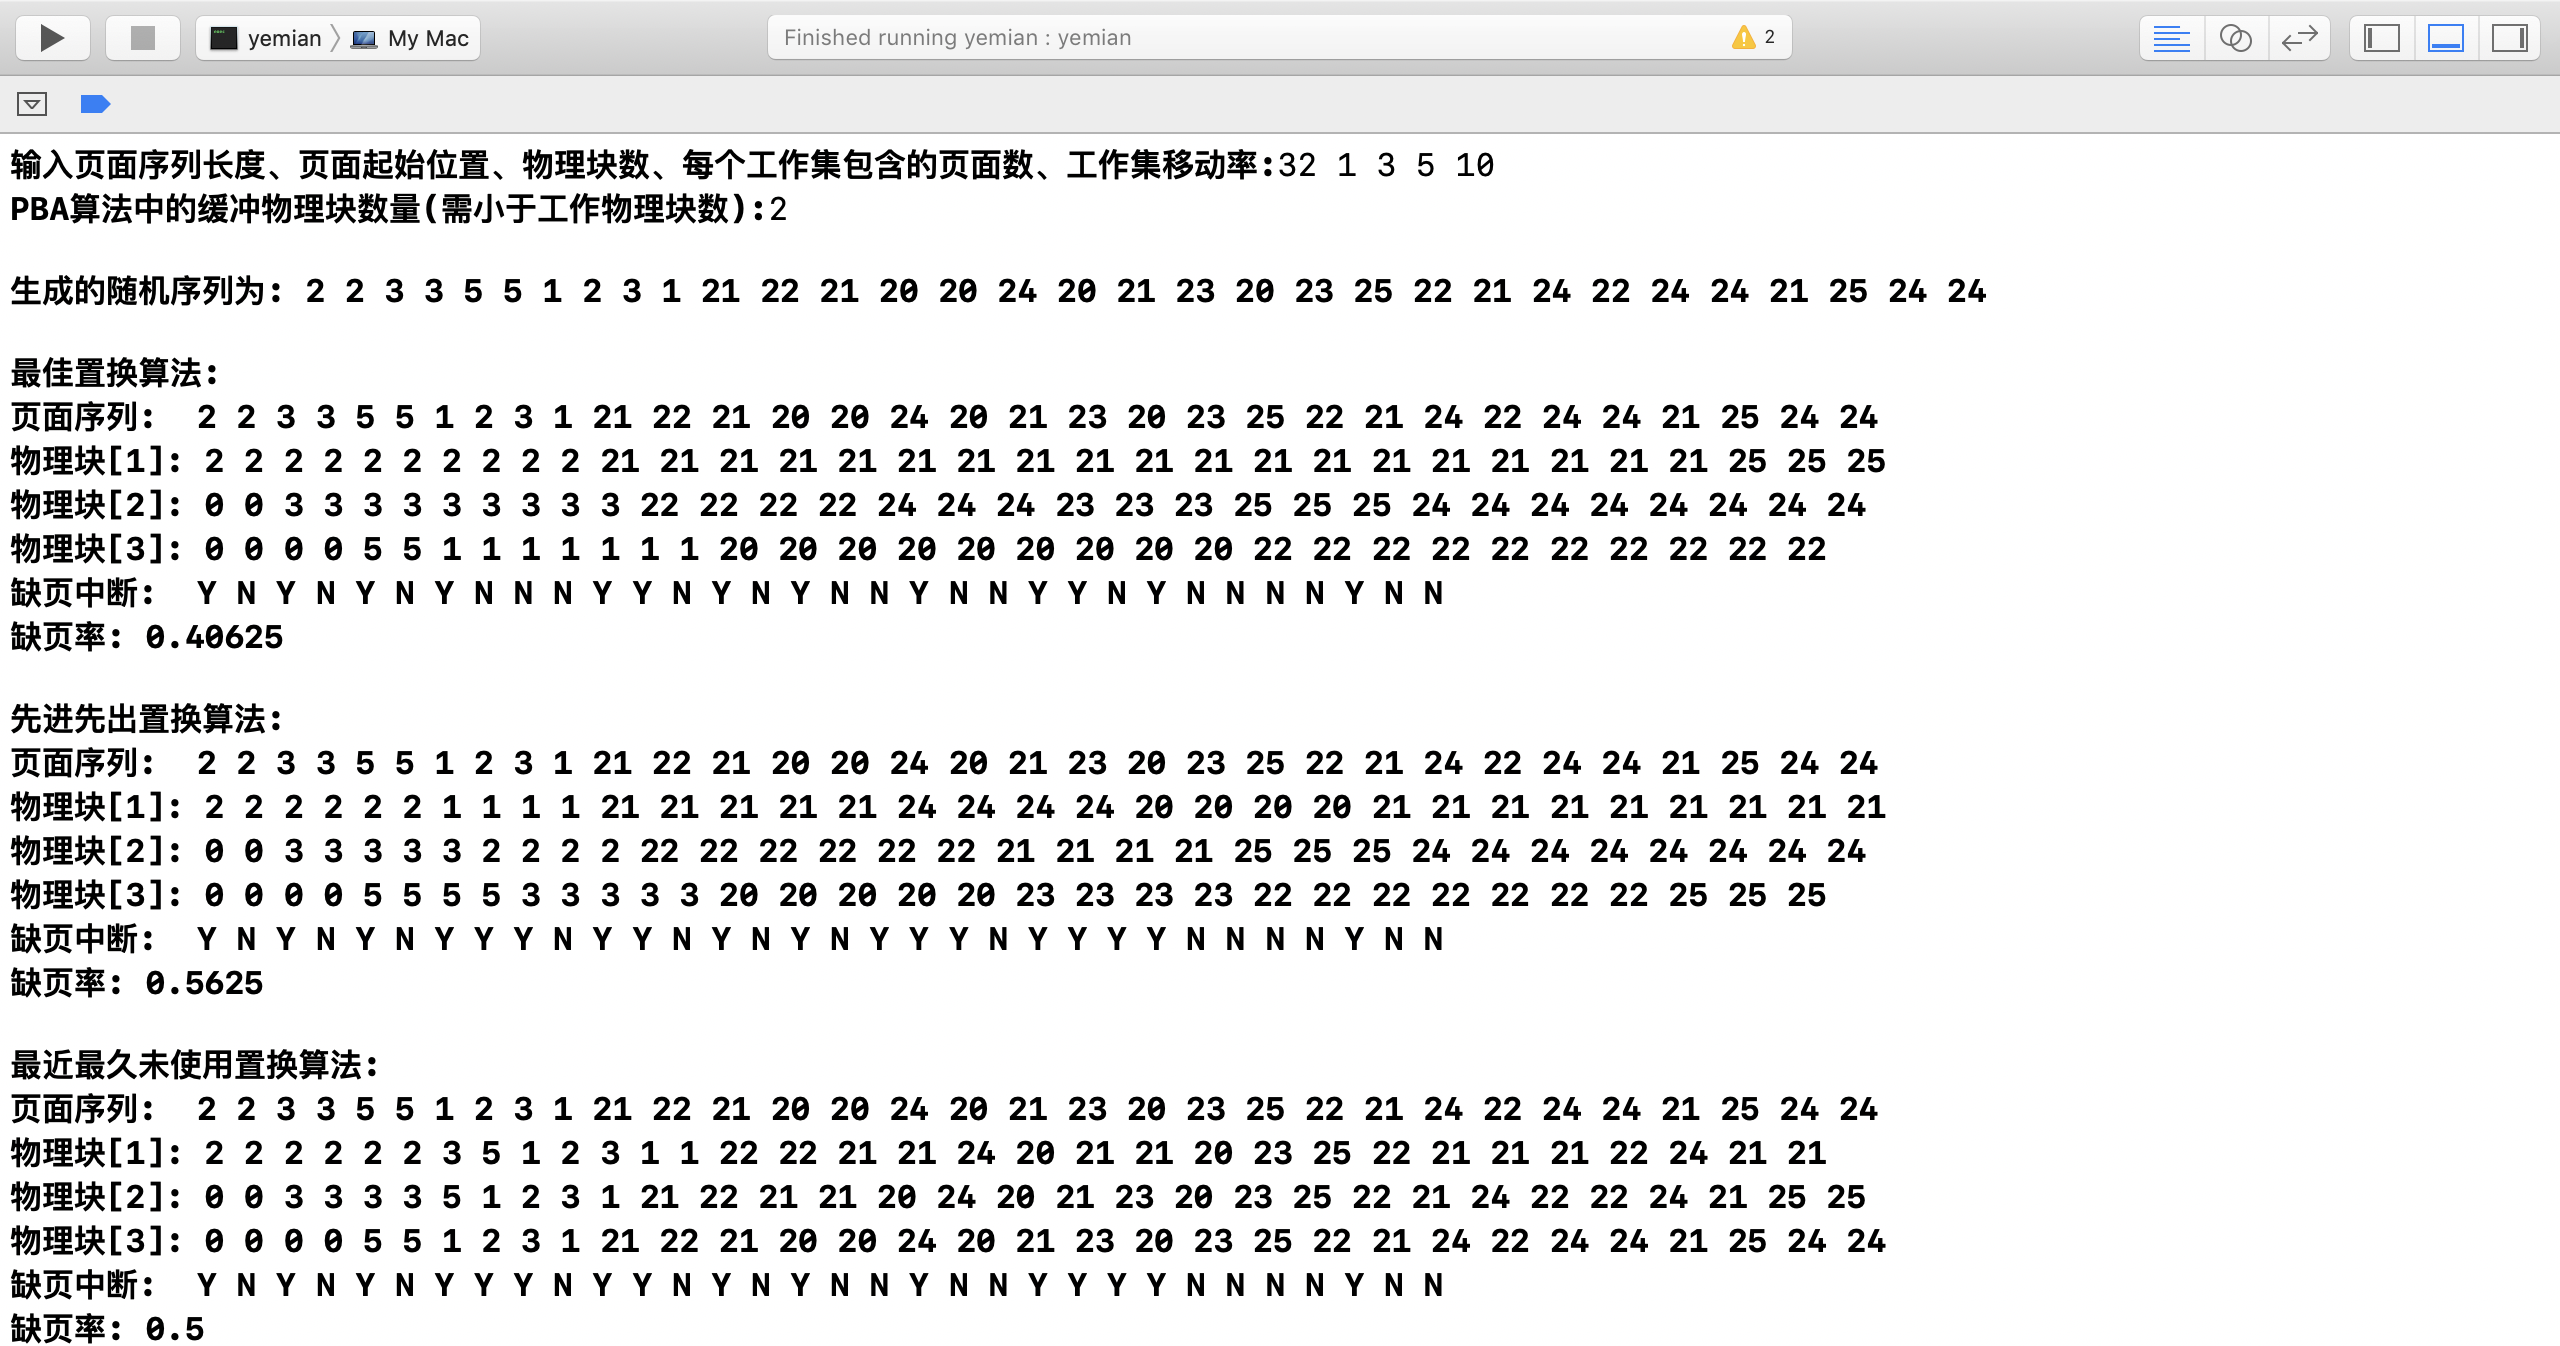 yemian 〉 My Mac Finished running yemian : yemian 2
输入页面序列长度、页面起始位置、物理块数、每个工作集包含的页面数、工作集移动率:32 1 3 5 10
PBA算法中的缓冲物理块数量(需小于工作物理块数):2
生成的随机序列为: 2 2 3 3 5 5 1 2 3 1 21 22 21 20 20 24 20 21 23 20 23 25 22 21 24 22 24 24 21 25 24 24
最佳置换算法:
页面序列: 2 2 3 3 5 5 1 2 3 1 21 22 21 20 20 24 20 21 23 20 23 25 22 21 24 22 24 24 21 25 24 24
物理块[1]: 2 2 2 2 2 2 2 2 2 2 21 21 21 21 21 21 21 21 21 21 21 21 21 21 21 21 21 21 21 25 25 25
物理块[2]: 0 0 3 3 3 3 3 3 3 3 3 22 22 22 22 24 24 24 23 23 23 25 25 25 24 24 24 24 24 24 24 24
物理块[3]: 0 0 0 0 5 5 1 1 1 1 1 1 1 20 20 20 20 20 20 20 20 20 22 22 22 22 22 22 22 22 22 22
缺页中断: Y N Y N Y N Y N N N Y Y N Y N Y N N Y N N Y Y N Y N N N N Y N N
缺页率: 0.40625
先进先出置换算法:
页面序列: 2 2 3 3 5 5 1 2 3 1 21 22 21 20 20 24 20 21 23 20 23 25 22 21 24 22 24 24 21 25 24 24
物理块[1]: 2 2 2 2 2 2 1 1 1 1 21 21 21 21 21 24 24 24 24 20 20 20 20 21 21 21 21 21 21 21 21 21
物理块[2]: 0 0 3 3 3 3 3 2 2 2 2 22 22 22 22 22 22 21 21 21 21 25 25 25 24 24 24 24 24 24 24 24
物理块[3]: 0 0 0 0 5 5 5 5 3 3 3 3 3 20 20 20 20 20 23 23 23 23 22 22 22 22 22 22 22 25 25 25
缺页中断: Y N Y N Y N Y Y Y N Y Y N Y N Y N Y Y Y N Y Y Y Y N N N N Y N N
缺页率: 0.5625
最近最久未使用置换算法:
页面序列: 2 2 3 3 5 5 1 2 3 1 21 22 21 20 20 24 20 21 23 20 23 25 22 21 24 22 24 24 21 25 24 24
物理块[1]: 2 2 2 2 2 2 3 5 1 2 3 1 1 22 22 21 21 24 20 21 21 20 23 25 22 21 21 21 22 24 21 21
物理块[2]: 0 0 3 3 3 3 5 1 2 3 1 21 22 21 21 20 24 20 21 23 20 23 25 22 21 24 22 22 24 21 25 25
物理块[3]: 0 0 0 0 5 5 1 2 3 1 21 22 21 20 20 24 20 21 23 20 23 25 22 21 24 22 24 24 21 25 24 24
缺页中断: Y N Y N Y N Y Y Y N Y Y N Y N Y N N Y N N Y Y Y Y N N N N Y N N
缺页率: 0.5